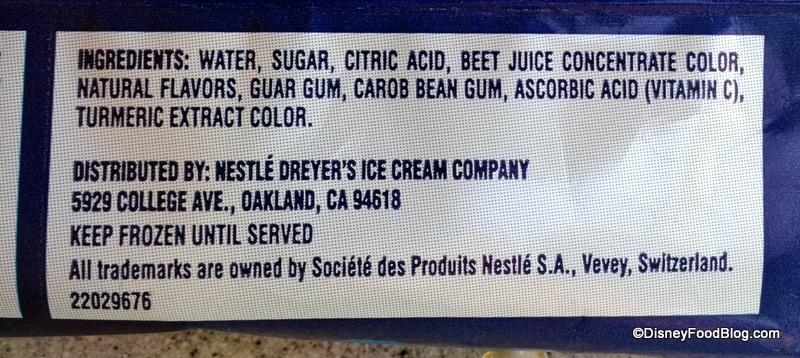 INGREDIENTS: WATER, SUGAR, CITRIC ACID, BEET JUICE CONCENTRATE COLOR,
NATURAL FLAVORS, GUAR GUM, CAROB BEAN GUM, ASCORBIC ACID (VITAMIN C),
TURMERIC EXTRACT COLOR.
DISTRIBUTED BY: NESTLÉ DREYER'S ICE CREAM COMPANY
5929 COLLEGE AVE., OAKLAND, CA 94618
KEEP FROZEN UNTIL SERVED
All trademarks are owned by Société des Produits Nestlé S.A., Vevey, Switzerland.
22029676
©DisneyFoodBlog.com